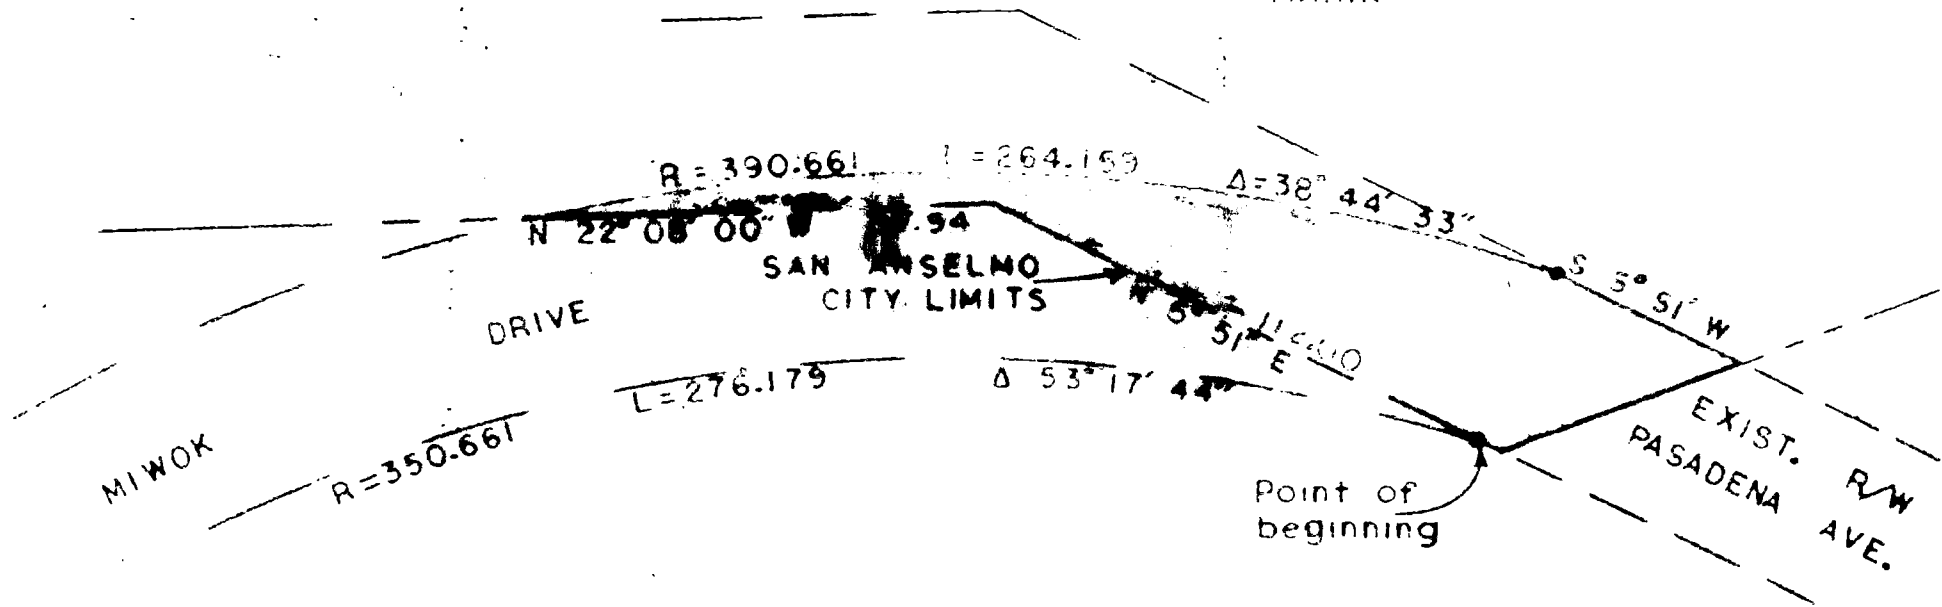 R = 390.661
= 264.159
Δ=38° 44' 33"
N 22° 08' 00" W .94
SAN ANSELMO
CITY LIMITS
N 5° 51' E
S 5° 51' W
DRIVE
L=276.179
Δ 53° 17' 44"
R=350.661
MIWOK
Point of
beginning
EXIST. R/W
PASADENA AVE.